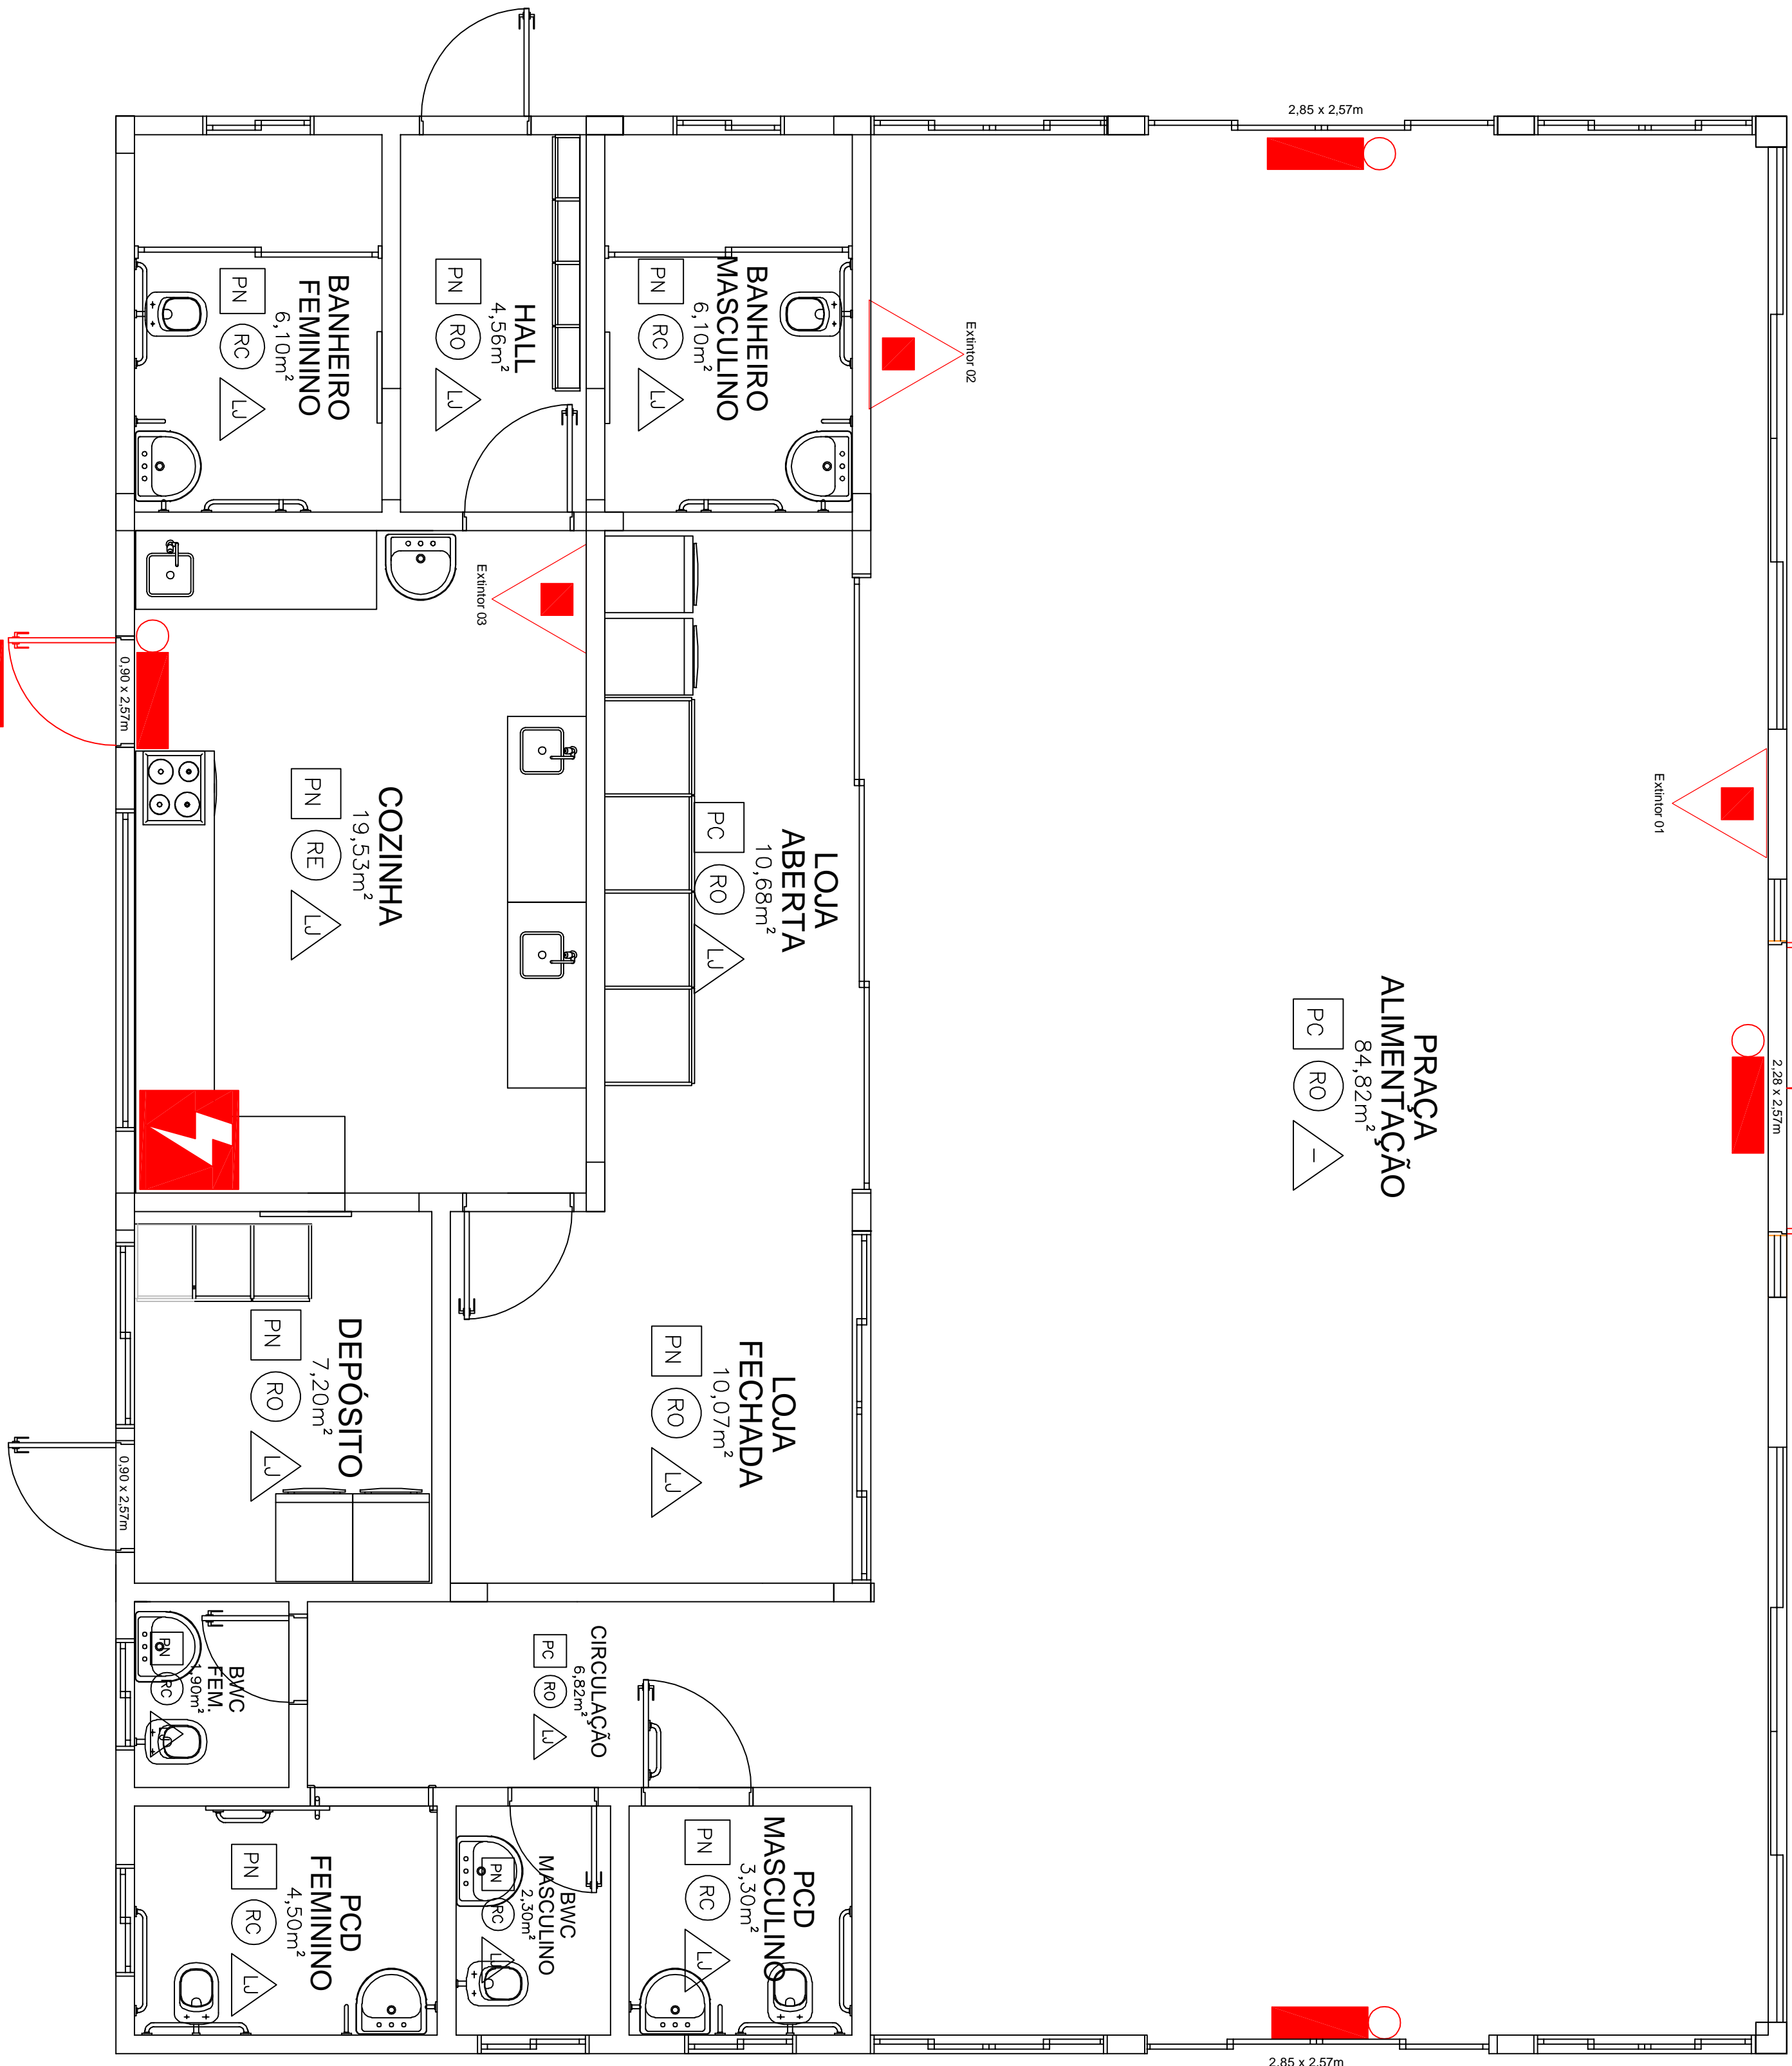 2,85 x 2,57m
BANHEIRO
FEMININO
6,10m²
PN
RC
LJ
HALL
4,56m²
PN
RO
LJ
BANHEIRO
MASCULINO
6,10m²
PN
RC
LJ
Extintor 02
Extintor 03
Extintor 01
0,90 x 2,57m
COZINHA
19,53m²
PN
RE
LJ
LOJA
ABERTA
10,68m²
PC
RO
LJ
PRAÇA
ALIMENTAÇÃO
84,82m²
PC
RO
–
2,28 x 2,57m
DEPÓSITO
7,20m²
PN
RO
LJ
LOJA
FECHADA
10,07m²
PN
RO
LJ
0,90 x 2,57m
BWC
FEM.
1,90m²
PN
RC
LJ
CIRCULAÇÃO
6,82m²
PC
RO
LJ
PCD
FEMININO
4,50m²
PN
RC
LJ
BWC
MASCULINO
2,30m²
PN
RC
LJ
PCD
MASCULINO
3,30m²
PN
RC
LJ
2,85 x 2,57m